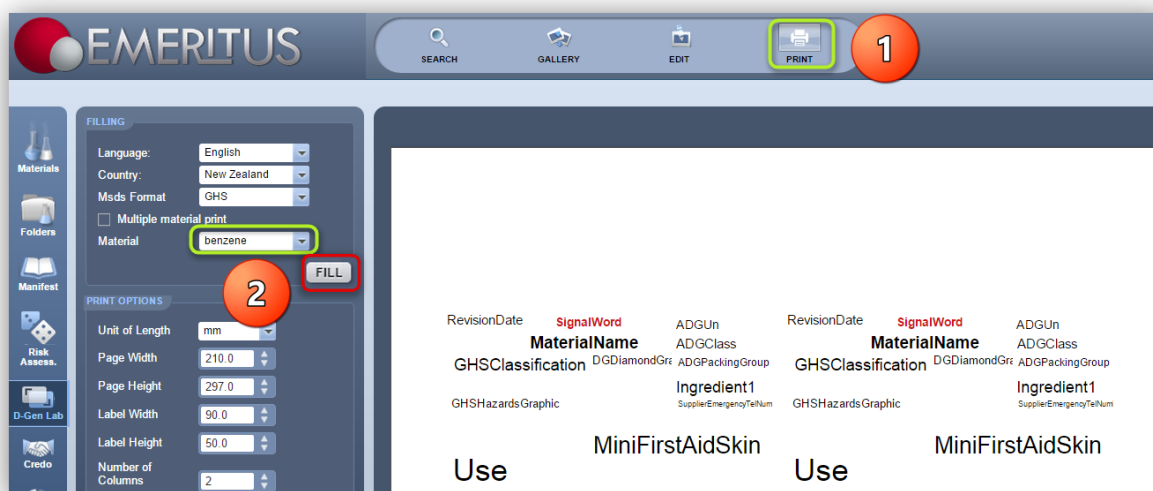 EMERITUS
SEARCH GALLERY EDIT PRINT
1
Materials
Folders
Manifest
Risk
Assess.
D-Gen Lab
Credo
FILLING
Language: English
Country: New Zealand
Msds Format GHS
Multiple material print
Material benzene
FILL
2
PRINT OPTIONS
Unit of Length mm
Page Width 210.0
Page Height 297.0
Label Width 90.0
Label Height 50.0
Number of
Columns 2
RevisionDate SignalWord ADGUn
MaterialName ADGClass
GHSClassification DGDiamondGra ADGPackingGroup
Ingredient1
GHSHazardsGraphic SupplierEmergencyTelNum
MiniFirstAidSkin
Use
RevisionDate SignalWord ADGUn
MaterialName ADGClass
GHSClassification DGDiamondGra ADGPackingGroup
Ingredient1
GHSHazardsGraphic SupplierEmergencyTelNum
MiniFirstAidSkin
Use